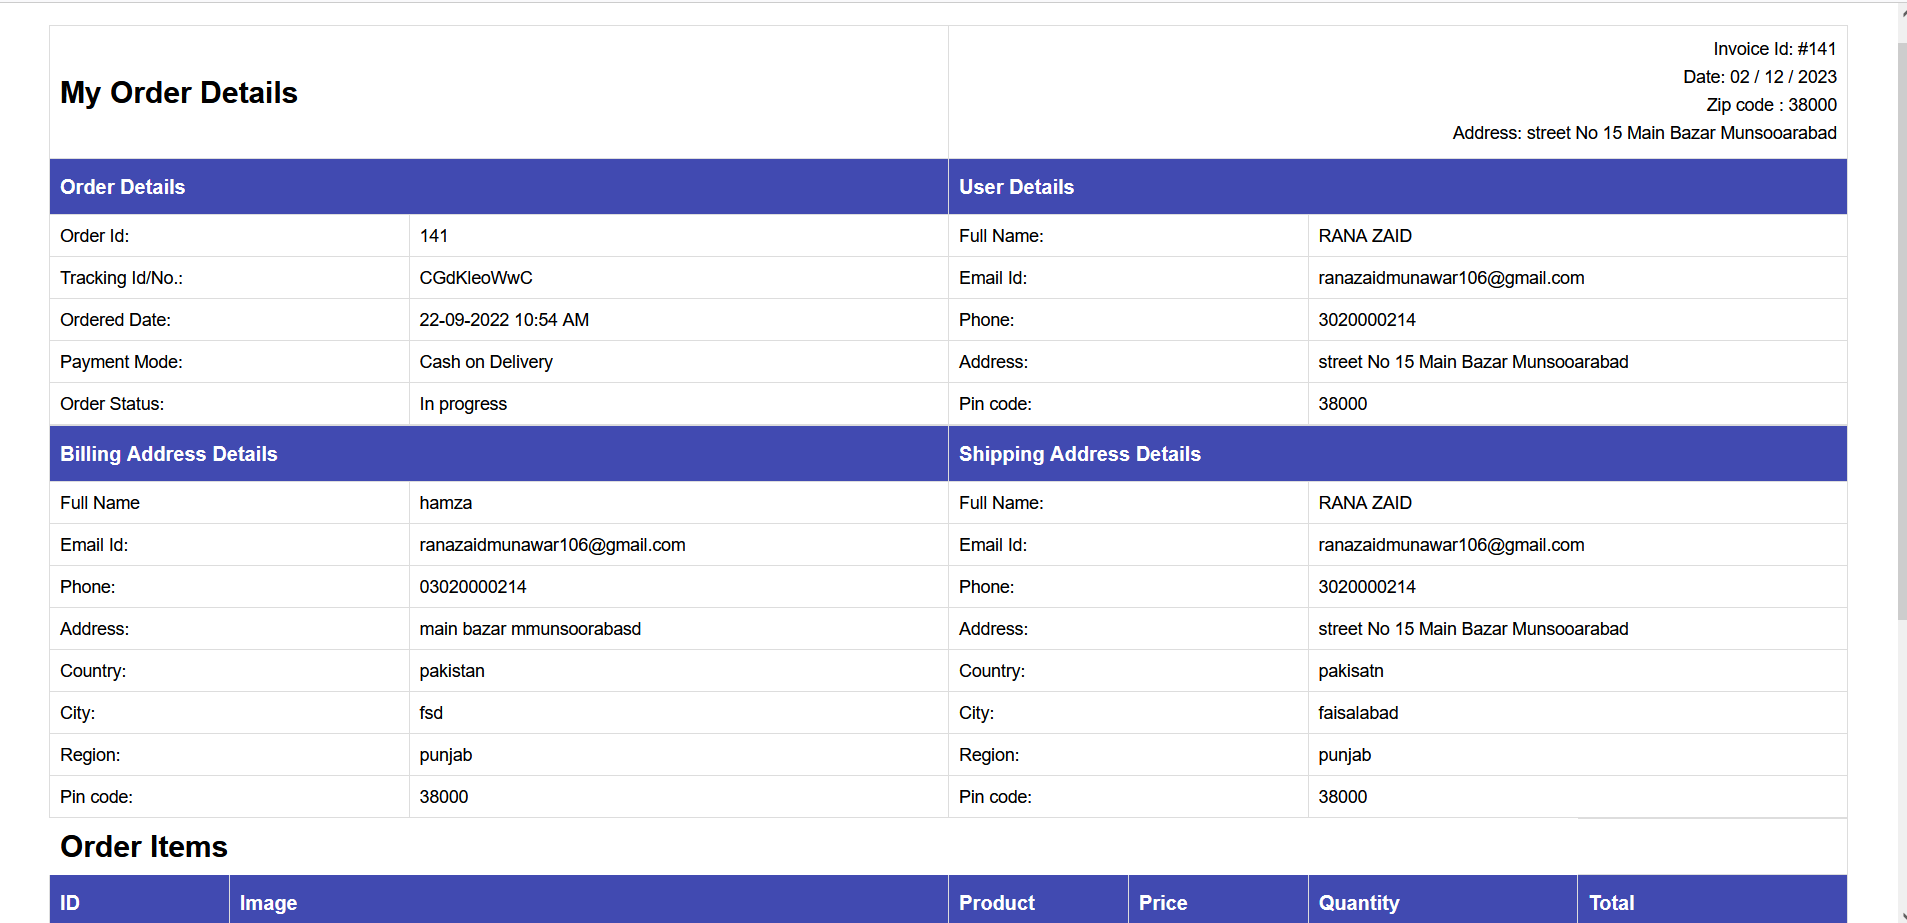 My Order Details
Invoice Id: #141
Date: 02 / 12 / 2023
Zip code : 38000
Address: street No 15 Main Bazar Munsooarabad
Order Details User Details
Order Id: 141 Full Name: RANA ZAID
Tracking Id/No.: CGdKleoWwC Email Id: ranazaidmunawar106@gmail.com
Ordered Date: 22-09-2022 10:54 AM Phone: 3020000214
Payment Mode: Cash on Delivery Address: street No 15 Main Bazar Munsooarabad
Order Status: In progress Pin code: 38000
Billing Address Details Shipping Address Details
Full Name hamza Full Name: RANA ZAID
Email Id: ranazaidmunawar106@gmail.com Email Id: ranazaidmunawar106@gmail.com
Phone: 03020000214 Phone: 3020000214
Address: main bazar mmunsoorabasd Address: street No 15 Main Bazar Munsooarabad
Country: pakistan Country: pakisatn
City: fsd City: faisalabad
Region: punjab Region: punjab
Pin code: 38000 Pin code: 38000
Order Items
ID Image Product Price Quantity Total